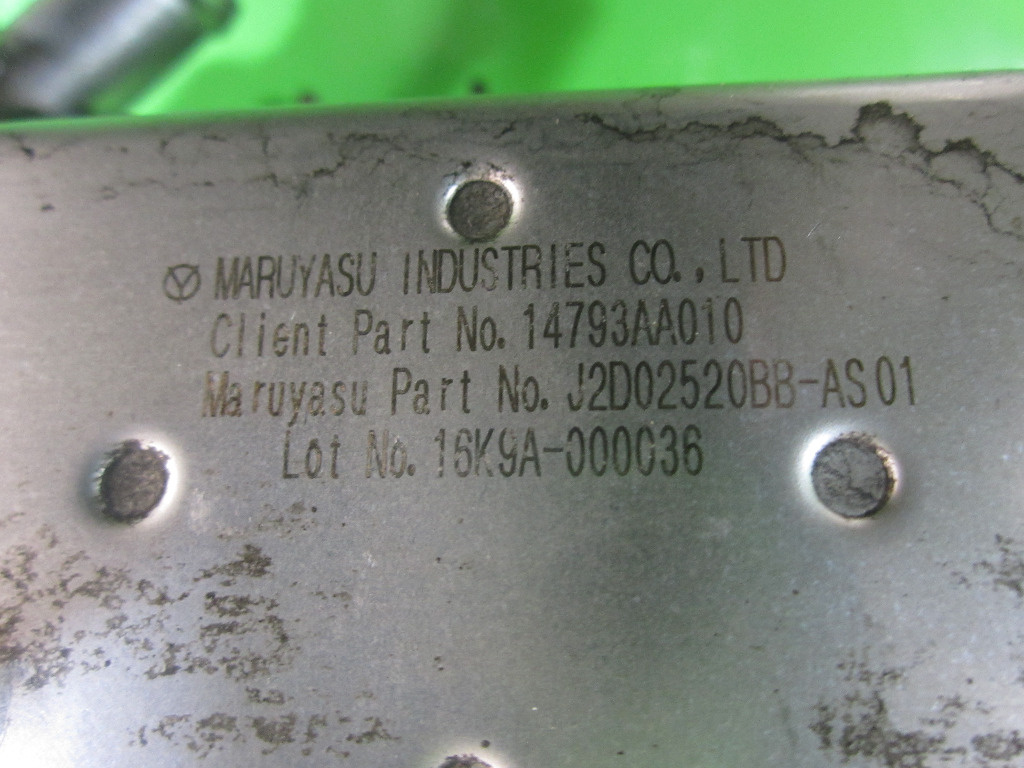 MARUYASU INDUSTRIES CO., LTD
Client Part No. 14793AA010
Maruyasu Part No. J2D02520BB-AS01
Lot No. 16K9A-000036